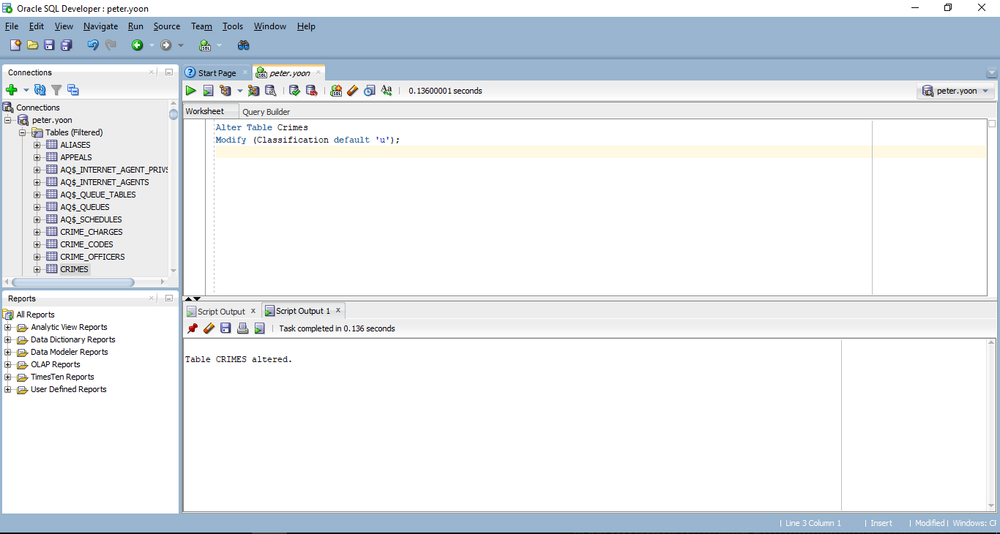 Oracle SQL Developer : peter.yoon
File Edit View Navigate Run Source Team Tools Window Help
Connections
Connections
peter.yoon
Tables (Filtered)
ALIASES
APPEALS
AQ$_INTERNET_AGENT_PRIVS
AQ$_INTERNET_AGENTS
AQ$_QUEUE_TABLES
AQ$_QUEUES
AQ$_SCHEDULES
CRIME_CHARGES
CRIME_CODES
CRIME_OFFICERS
CRIMES
Reports
All Reports
Analytic View Reports
Data Dictionary Reports
Data Modeler Reports
OLAP Reports
TimesTen Reports
User Defined Reports
Start Page peter.yoon
0.13600001 seconds
peter.yoon
Worksheet Query Builder
Alter Table Crimes
Modify (Classification default 'u');
Script Output Script Output 1
Task completed in 0.136 seconds
Table CRIMES altered.
Line 3 Column 1 | Insert | Modified | Windows: CF